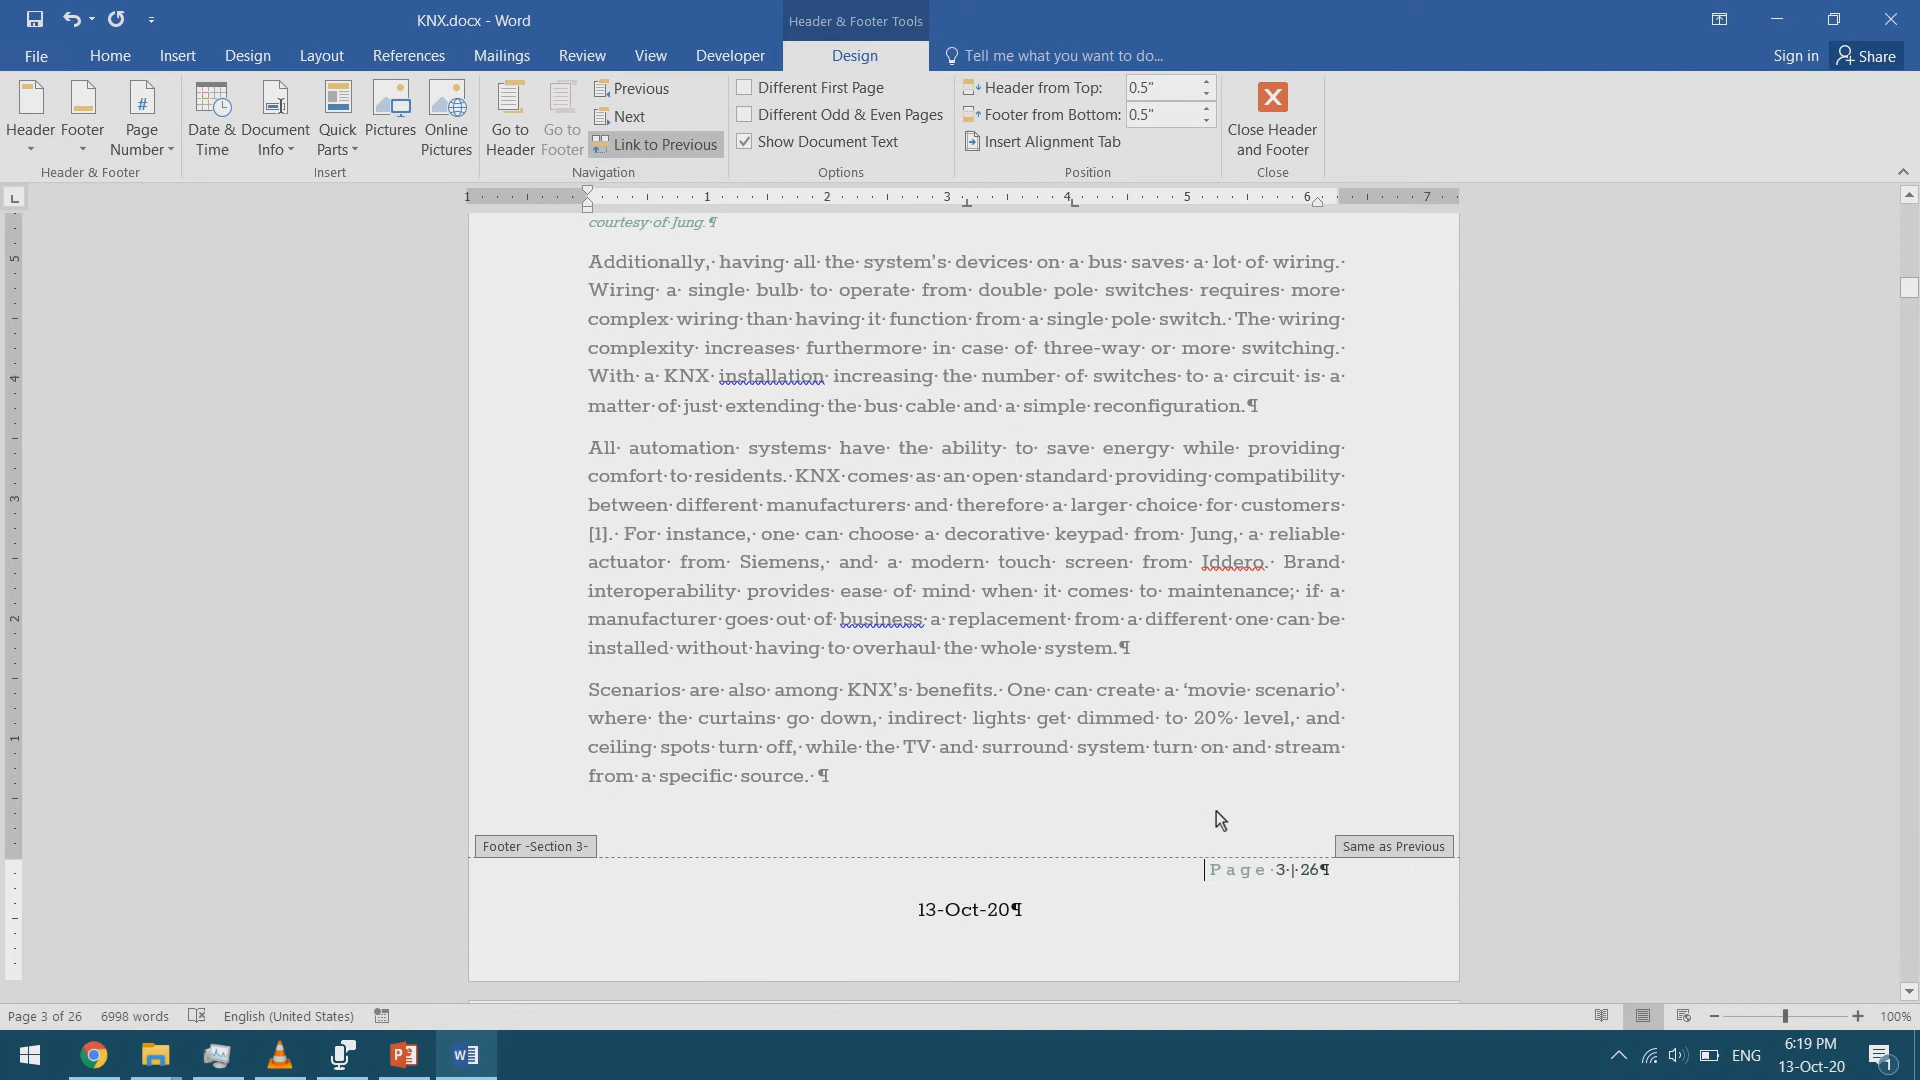 KNX.docx - Word
Header & Footer Tools
File Home Insert Design Layout References Mailings Review View Developer Design Tell me what you want to do... Sign in Share
Header
Footer
Page Number
Header & Footer
Date & Time
Document Info
Quick Parts
Pictures
Online Pictures
Insert
Go to Header
Go to Footer
Previous
Next
Link to Previous
Navigation
Different First Page
Different Odd & Even Pages
Show Document Text
Options
Header from Top: 0.5"
Footer from Bottom: 0.5"
Insert Alignment Tab
Position
Close Header and Footer
Close
1 1 2 3 4 5 6 7
5
4
3
2
1
courtesy·of·Jung.¶
Additionally,· having· all· the· system's· devices· on· a· bus· saves· a· lot· of· wiring.·
Wiring· a· single· bulb· to· operate· from· double· pole· switches· requires· more·
complex·wiring·than·having·it·function·from·a·single·pole·switch.·The·wiring·
complexity· increases· furthermore· in· case· of· three-way· or· more· switching.·
With· a· KNX· installation· increasing· the· number· of· switches· to· a· circuit· is· a·
matter·of·just·extending·the·bus·cable·and·a·simple·reconfiguration.¶
All· automation· systems· have· the· ability· to· save· energy· while· providing·
comfort·to·residents.·KNX·comes·as·an·open·standard·providing·compatibility·
between·different·manufacturers·and·therefore·a·larger·choice·for·customers·
[1].· For· instance,· one· can· choose· a· decorative· keypad· from· Jung,· a· reliable·
actuator· from· Siemens,· and· a· modern· touch· screen· from· Iddero.· Brand·
interoperability· provides· ease· of· mind· when· it· comes· to· maintenance;· if· a·
manufacturer·goes·out·of·business·a·replacement·from·a·different·one·can·be·
installed·without·having·to·overhaul·the·whole·system.¶
Scenarios· are· also· among· KNX's· benefits.· One· can· create· a· ‘movie· scenario’·
where· the· curtains· go· down,· indirect· lights· get· dimmed· to· 20%· level,· and·
ceiling· spots· turn· off,· while· the· TV· and· surround· system· turn· on· and· stream·
from·a·specific·source.·¶
Footer -Section 3-
Same as Previous
Page·3·|·26¶
13-Oct-20¶
Page 3 of 26 6998 words English (United States) 100%
ENG
6:19 PM
13-Oct-20
1